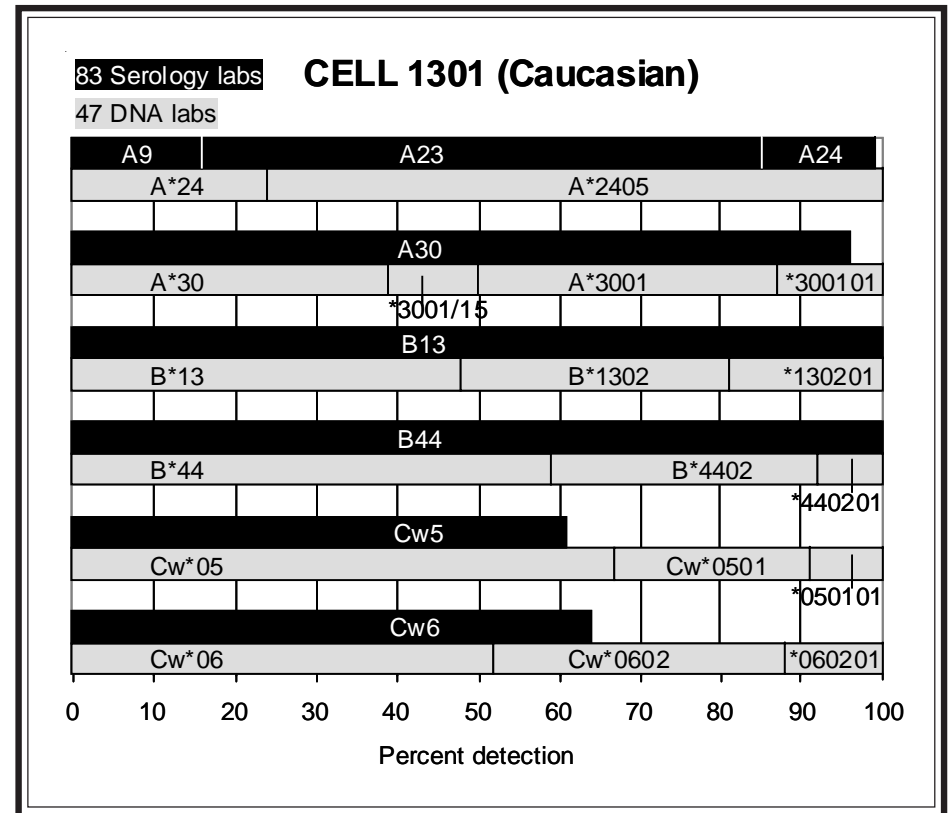 83 Serology labs CELL 1301 (Caucasian)
47 DNA labs
A9 A23 A24
A*24 A*2405
A30
A*30 A*3001 *300101
*3001/15
B13
B*13 B*1302 *130201
B44
B*44 B*4402
*440201
Cw5
Cw*05 Cw*0501
*050101
Cw6
Cw*06 Cw*0602 *060201
0 10 20 30 40 50 60 70 80 90 100
Percent detection